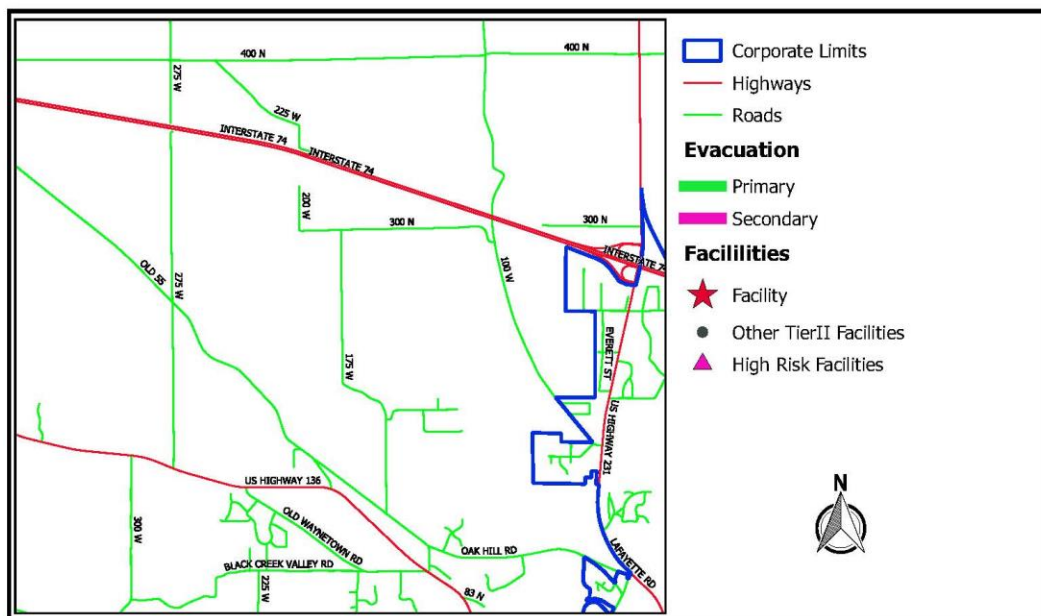 400 N
400 N
275 W
225 W
INTERSTATE 74
INTERSTATE 74
200 W
300 N
300 N
INTERSTATE 74
100 W
OLD 55
275 W
175 W
EVERETT ST
US HIGHWAY 231
US HIGHWAY 136
300 W
OLD WAYNETOWN RD
OAK HILL RD
LAFAYETTE RD
BLACK CREEK VALLEY RD
225 W
83 N
Corporate Limits
Highways
Roads
Evacuation
Primary
Secondary
Facililities
Facility
Other TierII Facilities
High Risk Facilities
N